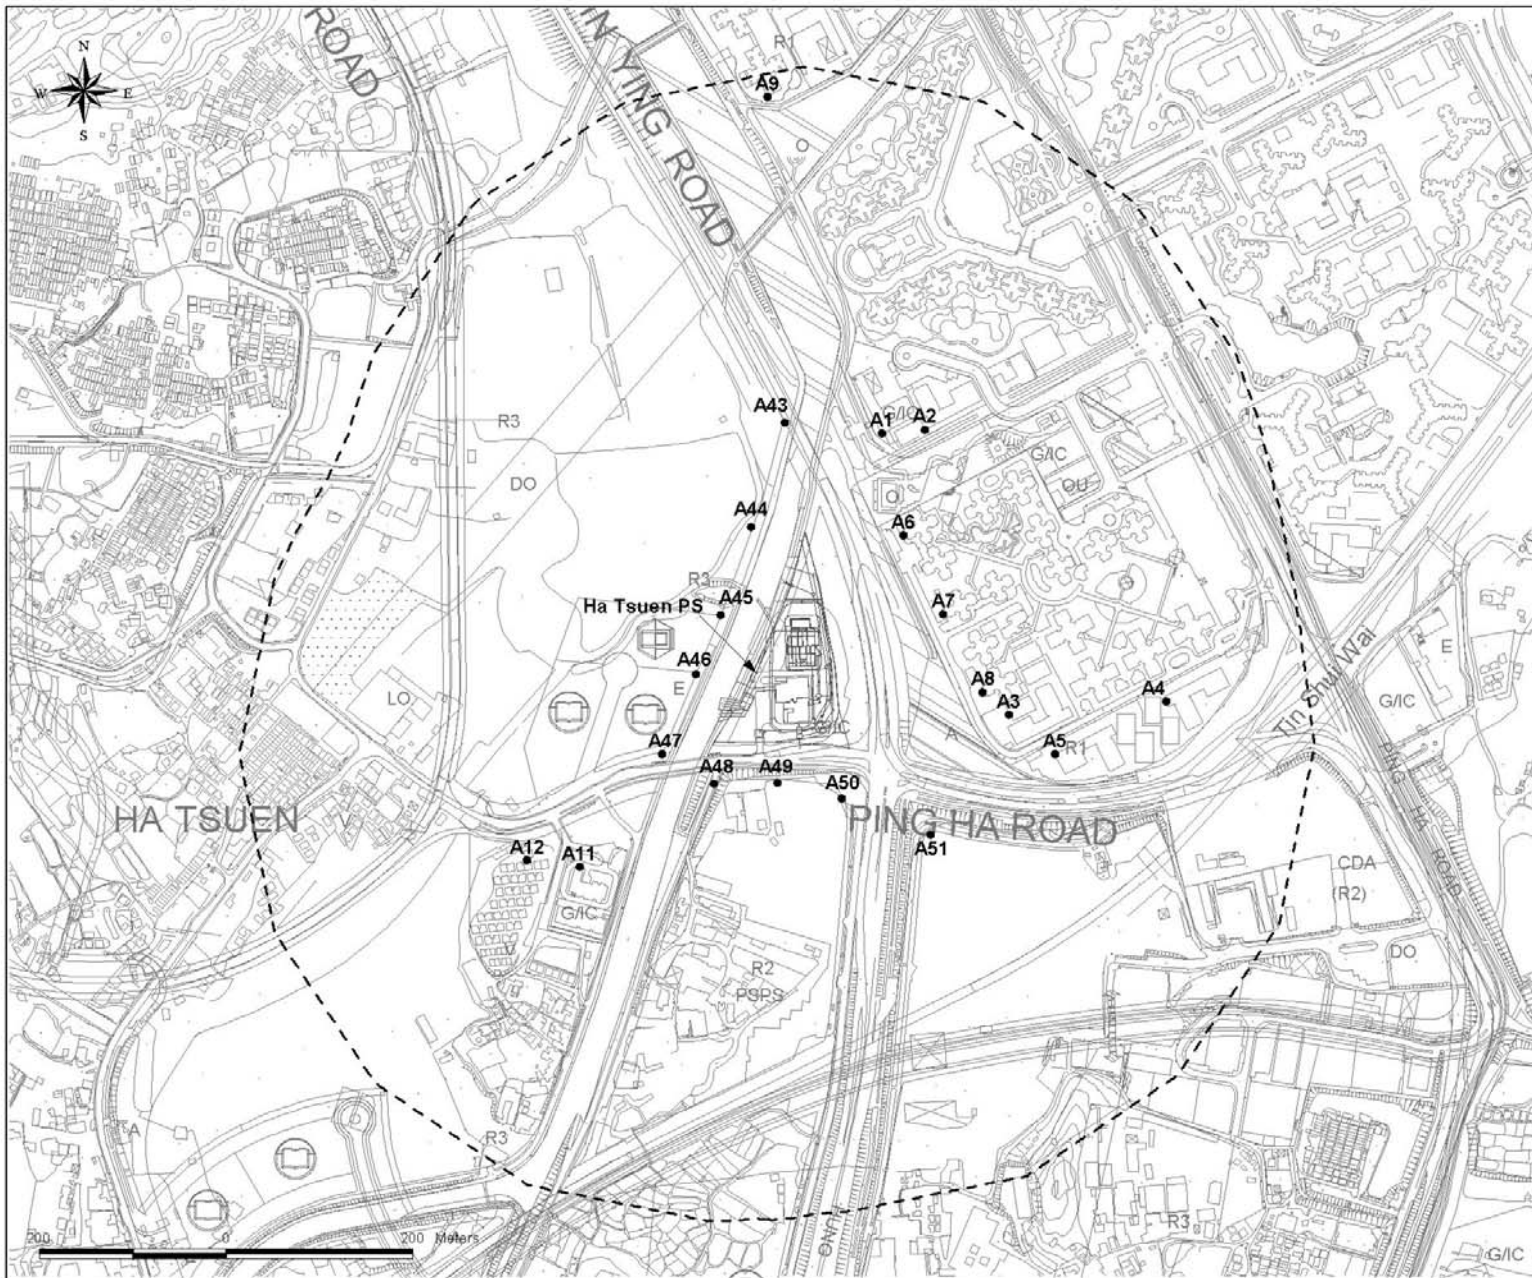 ROAD
N
W E
S
IN YING ROAD
R1
A9
O
A43
R3
DO
G/IC
A1
A2
G/IC
OU
O
A6
A44
R3
Ha Tsuen PS
A45
A7
A46
E
LO
A8
A3
A4
Tin Shui Wai
E
G/IC
G/IC
A
A5
R1
A47
A48
A49
A50
PING HA ROAD
HA TSUEN
V
PING HA ROAD
A51
A12
A11
G/IC
V
CDA
(R2)
DO
R2
PSPS
A
R3
R3
UNG
G/IC
200 0 200 Meters